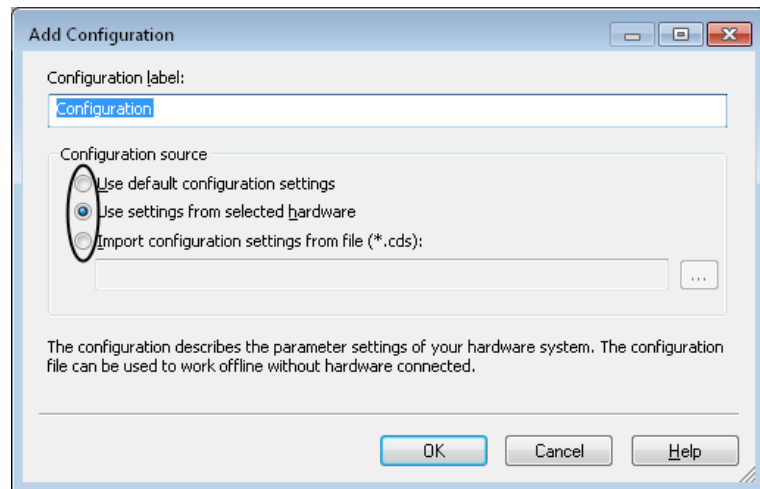 Add Configuration
Configuration label:
Configuration
Configuration source
Use default configuration settings
Use settings from selected hardware
Import configuration settings from file (*.cds):
...
The configuration describes the parameter settings of your hardware system. The configuration
file can be used to work offline without hardware connected.
OK Cancel Help